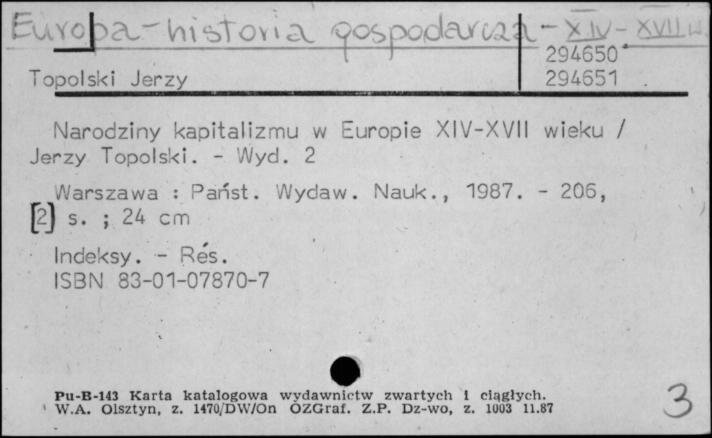 Europa - historia gospodarcza - XIV - XVII w.
294650
Topolski Jerzy
294651
Narodziny kapitalizmu w Europie XIV-XVII wieku /
Jerzy Topolski. - Wyd. 2
Warszawa : Państ. Wydaw. Nauk., 1987. - 206,
[2] s. ; 24 cm
Indeksy. - Rés.
ISBN 83-01-07870-7
Pu-B-143 Karta katalogowa wydawnictw zwartych i ciągłych.
W.A. Olsztyn, z. 1470/DW/On OZGraf. Z.P. Dz-wo, z. 1003 11.87
3